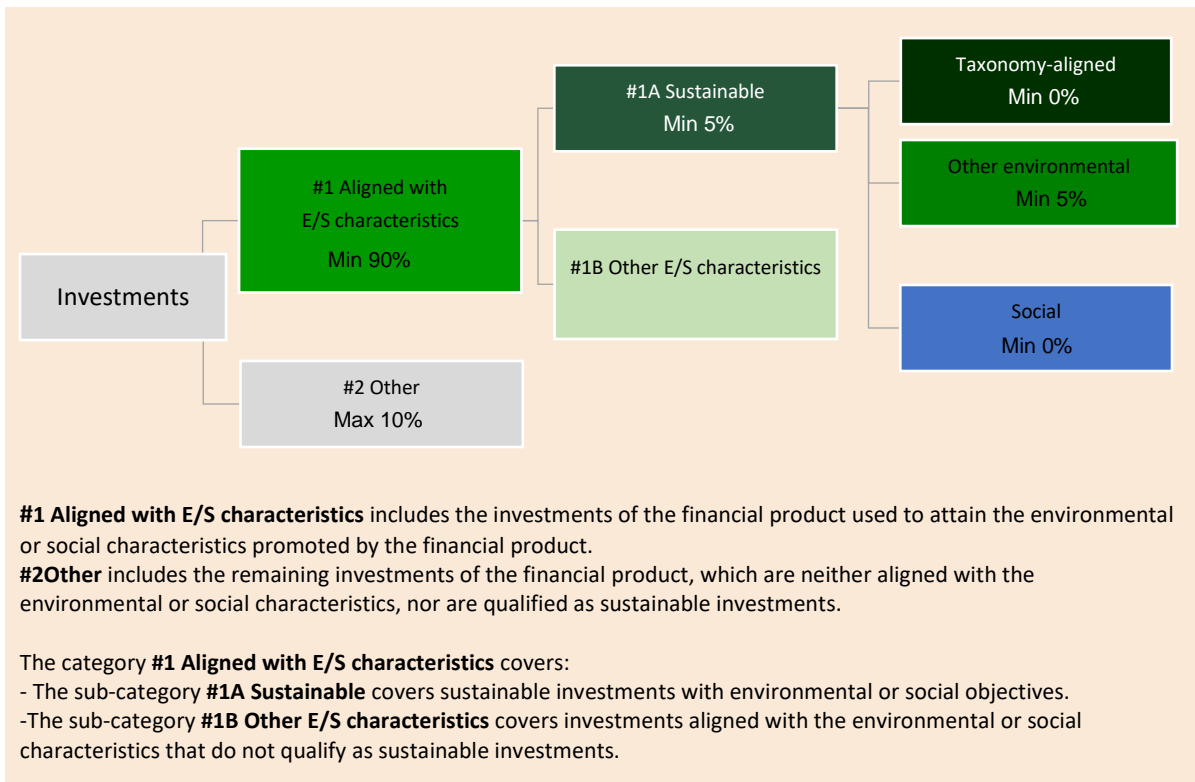 Investments
#1 Aligned with
E/S characteristics
Min 90%
#2 Other
Max 10%
#1A Sustainable
Min 5%
#1B Other E/S characteristics
Taxonomy-aligned
Min 0%
Other environmental
Min 5%
Social
Min 0%
#1 Aligned with E/S characteristics includes the investments of the financial product used to attain the environmental
or social characteristics promoted by the financial product.
#2Other includes the remaining investments of the financial product, which are neither aligned with the
environmental or social characteristics, nor are qualified as sustainable investments.
The category #1 Aligned with E/S characteristics covers:
- The sub-category #1A Sustainable covers sustainable investments with environmental or social objectives.
-The sub-category #1B Other E/S characteristics covers investments aligned with the environmental or social
characteristics that do not qualify as sustainable investments.